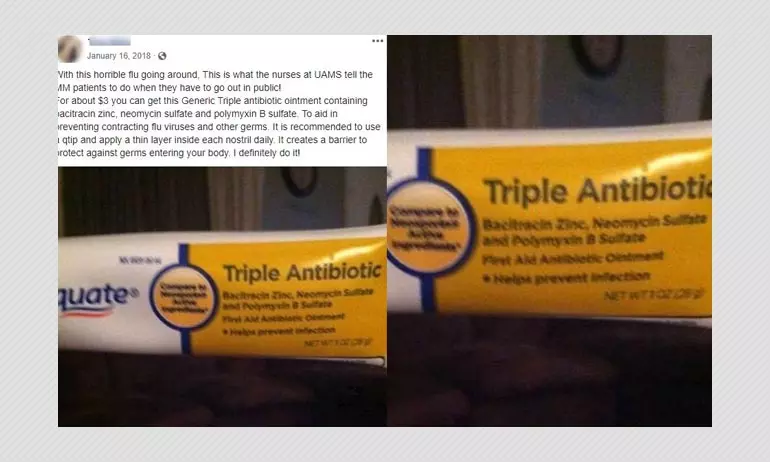 January 16, 2018
With this horrible flu going around, This is what the nurses at UAMS tell the
MM patients to do when they have to go out in public!
For about $3 you can get this Generic Triple antibiotic ointment containing
bacitracin zinc, neomycin sulfate and polymyxin B sulfate. To aid in
preventing contracting flu viruses and other germs. It is recommended to use
a qtip and apply a thin layer inside each nostril daily. It creates a barrier to
protect against germs entering your body. I definitely do it!
quate®
Compare to
Neosporin®
Active
Ingredients*
Triple Antibiotic
Bacitracin Zinc, Neomycin Sulfate
and Polymyxin B Sulfate
First Aid Antibiotic Ointment
• Helps prevent infection
NET WT 1 OZ (28 g)
Compare to
Neosporin®
Active
Ingredients*
Triple Antibiotic
Bacitracin Zinc, Neomycin Sulfate
and Polymyxin B Sulfate
First Aid Antibiotic Ointment
• Helps prevent infection
NET WT 1 OZ (28 g)